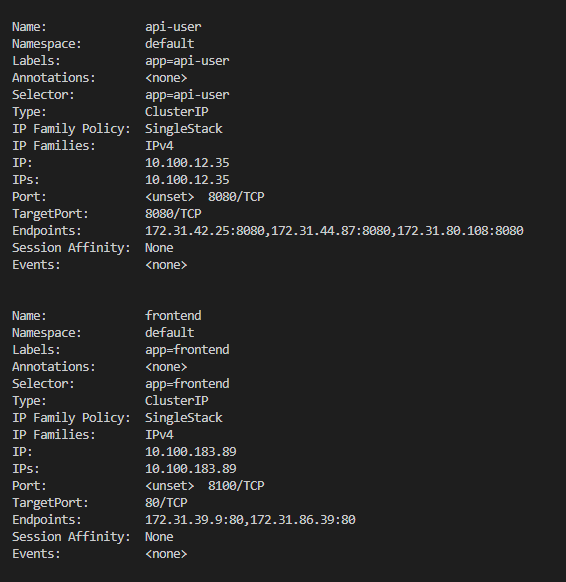 Name: api-user
Namespace: default
Labels: app=api-user
Annotations: <none>
Selector: app=api-user
Type: ClusterIP
IP Family Policy: SingleStack
IP Families: IPv4
IP: 10.100.12.35
IPs: 10.100.12.35
Port: <unset> 8080/TCP
TargetPort: 8080/TCP
Endpoints: 172.31.42.25:8080,172.31.44.87:8080,172.31.80.108:8080
Session Affinity: None
Events: <none>
Name: frontend
Namespace: default
Labels: app=frontend
Annotations: <none>
Selector: app=frontend
Type: ClusterIP
IP Family Policy: SingleStack
IP Families: IPv4
IP: 10.100.183.89
IPs: 10.100.183.89
Port: <unset> 8100/TCP
TargetPort: 80/TCP
Endpoints: 172.31.39.9:80,172.31.86.39:80
Session Affinity: None
Events: <none>